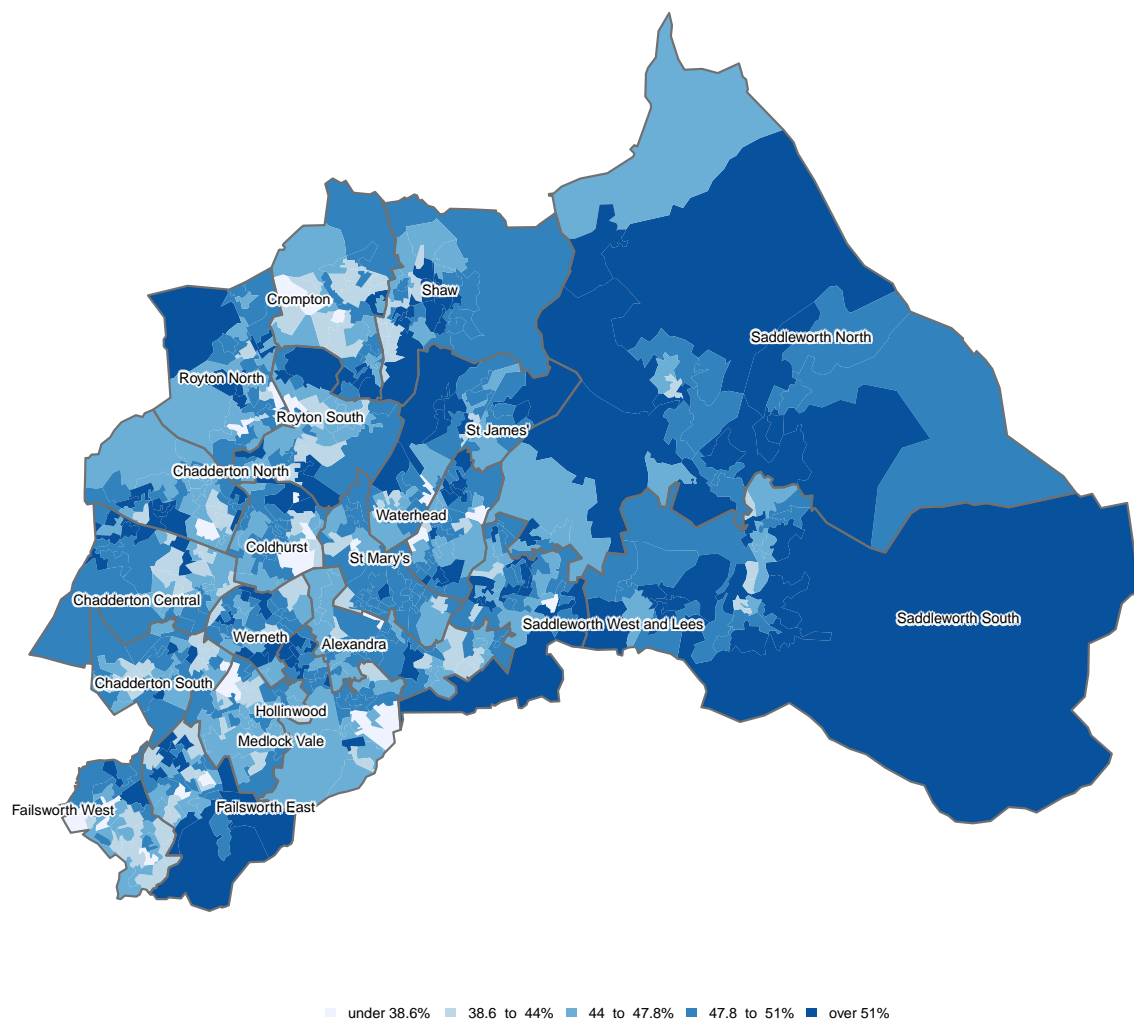 Shaw
Crompton
Saddleworth North
Royton North
Royton South
St James'
Chadderton North
Waterhead
Coldhurst
St Mary's
Chadderton Central
Saddleworth South
Saddleworth West and Lees
Werneth
Alexandra
Chadderton South
Hollinwood
Medlock Vale
Failsworth West
Failsworth East
under 38.6% 38.6 to 44% 44 to 47.8% 47.8 to 51% over 51%